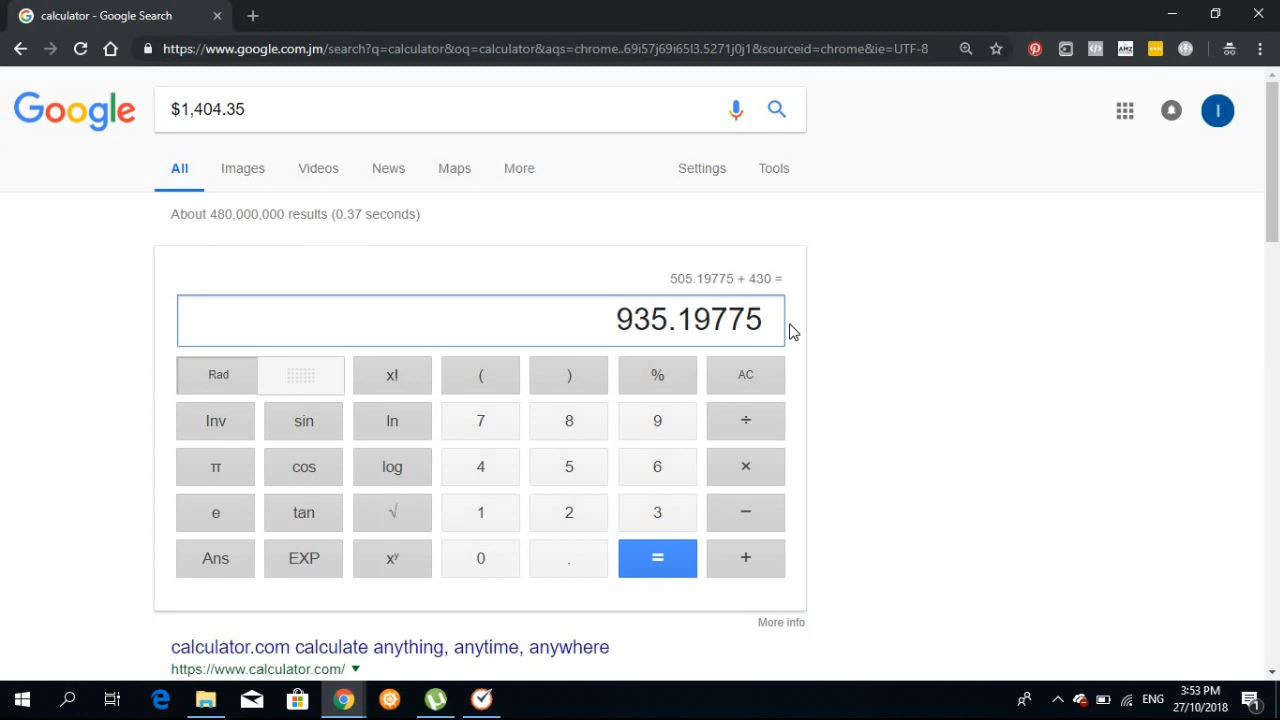 calculator - Google Search
https://www.google.com.jm/search?q=calculator&oq=calculator&aqs=chrome..69i57j69i65l3.5271j0j1&sourceid=chrome&ie=UTF-8
AMZ
Google
$1,404.35
I
All Images Videos News Maps More Settings Tools
About 480,000,000 results (0.37 seconds)
505.19775 + 430 =
935.19775
Rad x! ( ) % AC
Inv sin ln 7 8 9 ÷
π cos log 4 5 6 ×
e tan √ 1 2 3 −
Ans EXP xʸ 0 . = +
More info
calculator.com calculate anything, anytime, anywhere
https://www.calculator.com/
ENG
3:53 PM
27/10/2018
1